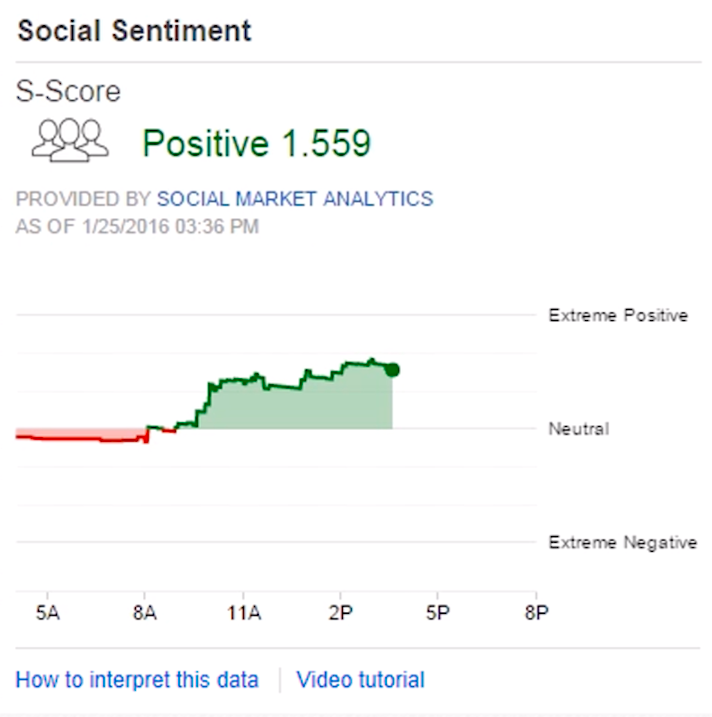 Social Sentiment
S-Score
Positive 1.559
PROVIDED BY SOCIAL MARKET ANALYTICS
AS OF 1/25/2016 03:36 PM
Extreme Positive
Neutral
Extreme Negative
5A 8A 11A 2P 5P 8P
How to interpret this data Video tutorial